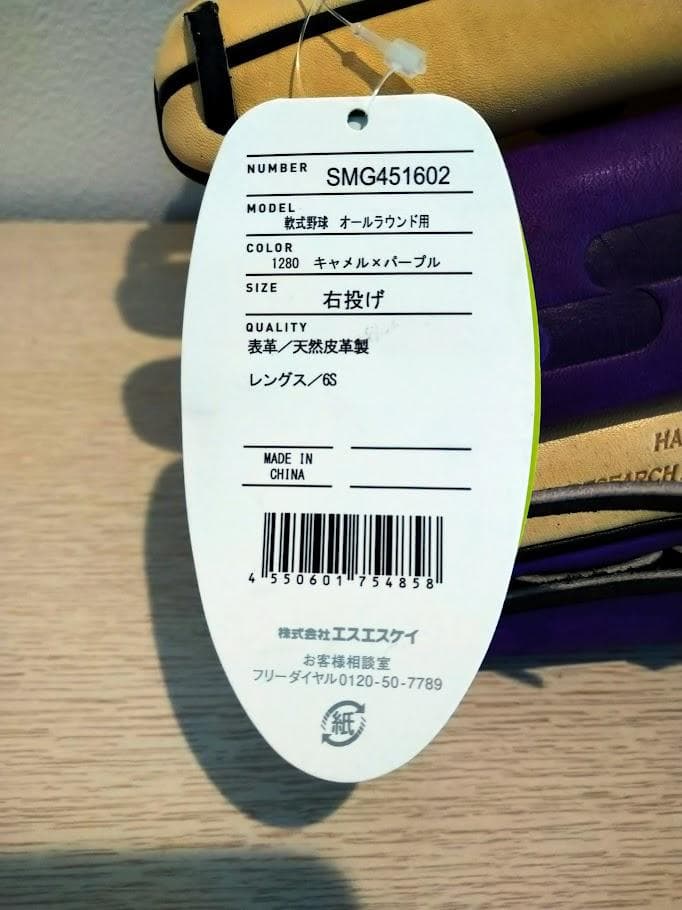 NUMBER SMG451602
MODEL
軟式野球 オールラウンド用
COLOR
1280 キャメル×パープル
SIZE
右投げ
QUALITY
表革／天然皮革製
レングス／6S
MADE IN
CHINA
4 550601 754858
株式会社エスエスケイ
お客様相談室
フリーダイヤル0120-50-7789
紙
HA
RESEARCH